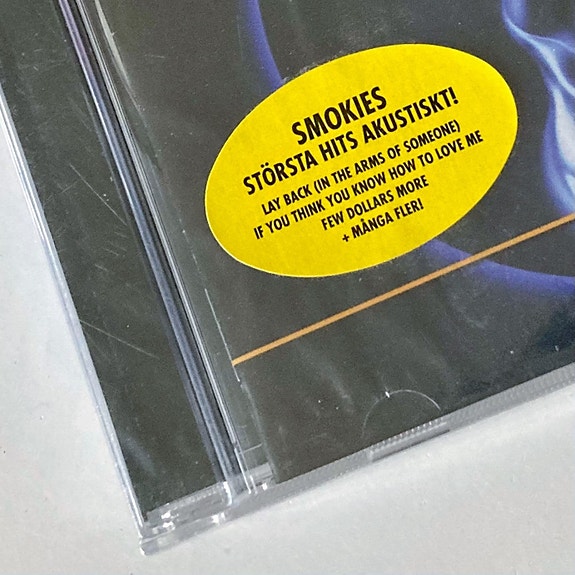 SMOKIES
STÖRSTA HITS AKUSTISKT!
LAY BACK (IN THE ARMS OF SOMEONE)
IF YOU THINK YOU KNOW HOW TO LOVE ME
FEW DOLLARS MORE
+ MÅNGA FLER!